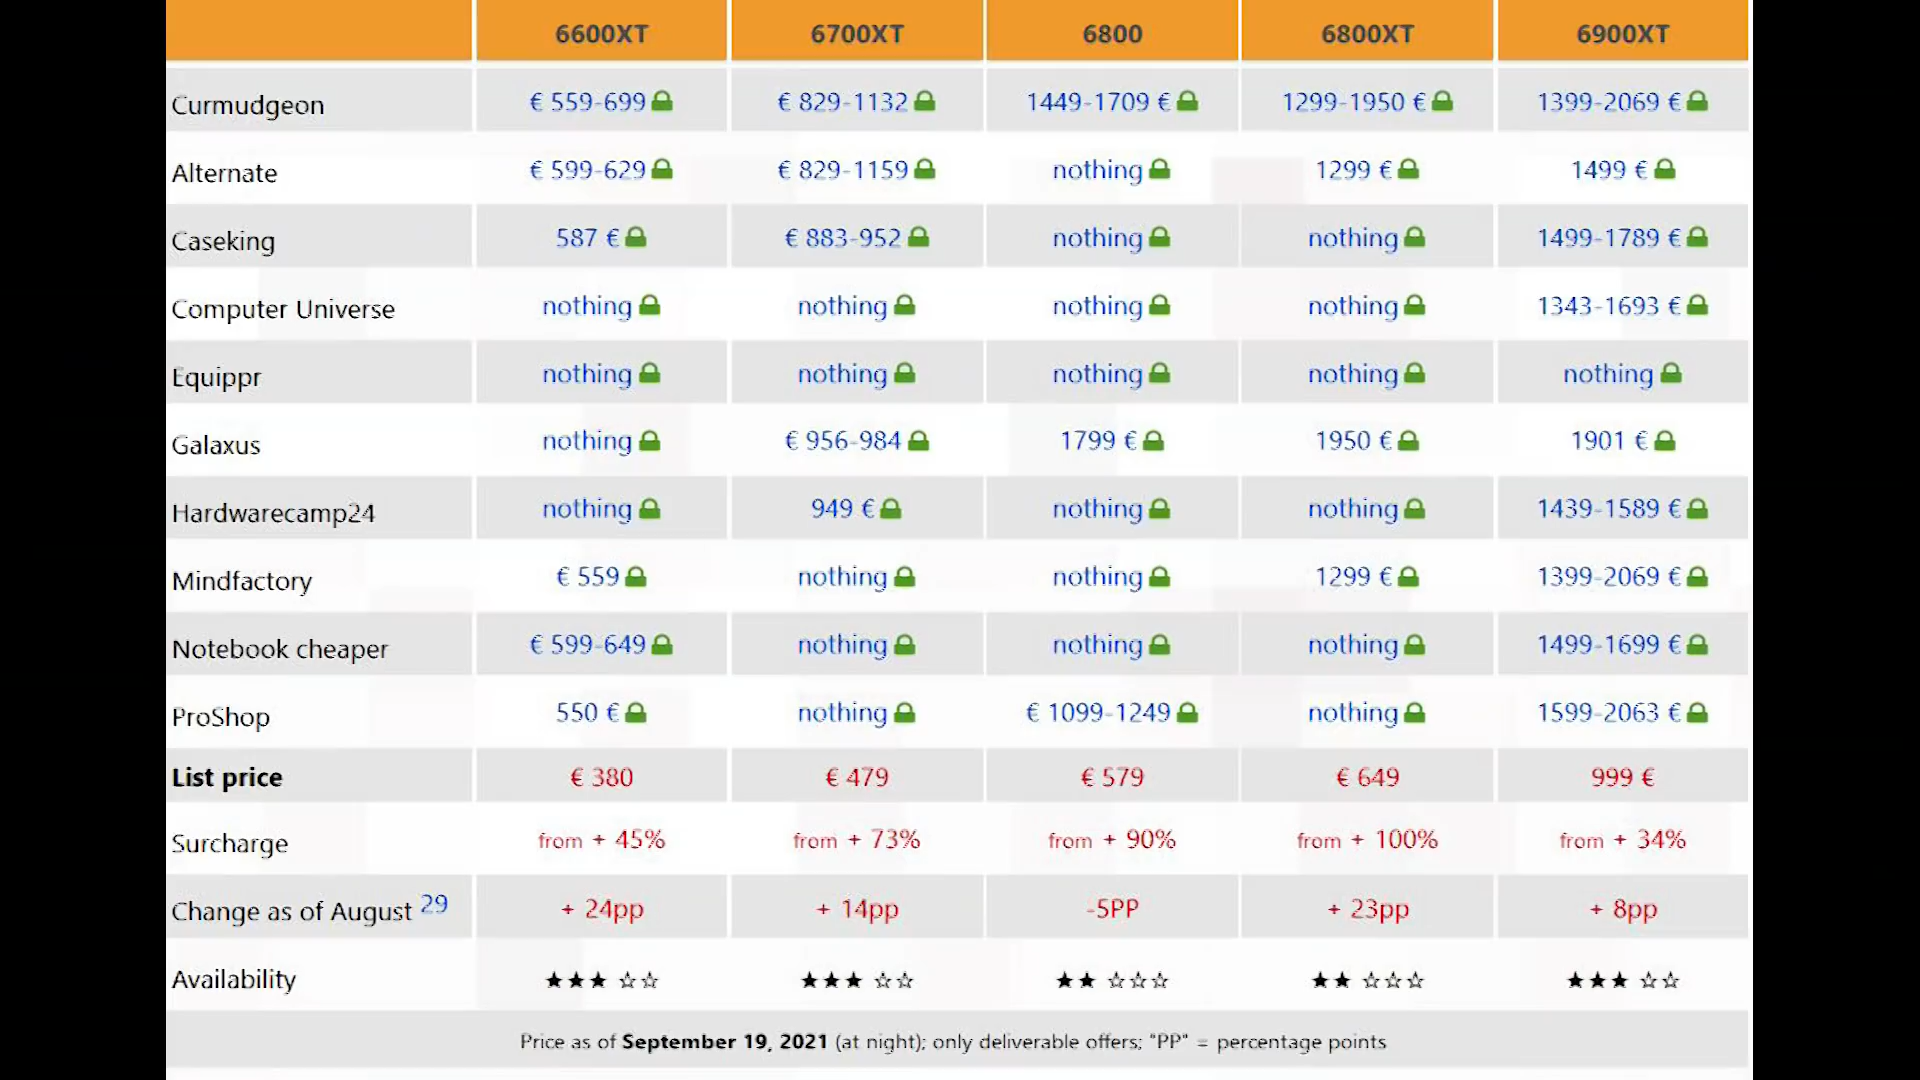 6600XT 6700XT 6800 6800XT 6900XT
Curmudgeon € 559-699 € 829-1132 1449-1709 € 1299-1950 € 1399-2069 €
Alternate € 599-629 € 829-1159 nothing 1299 € 1499 €
Caseking 587 € € 883-952 nothing nothing 1499-1789 €
Computer Universe nothing nothing nothing nothing 1343-1693 €
Equippr nothing nothing nothing nothing nothing
Galaxus nothing € 956-984 1799 € 1950 € 1901 €
Hardwarecamp24 nothing 949 € nothing nothing 1439-1589 €
Mindfactory € 559 nothing nothing 1299 € 1399-2069 €
Notebook cheaper € 599-649 nothing nothing nothing 1499-1699 €
ProShop 550 € nothing € 1099-1249 nothing 1599-2063 €
List price € 380 € 479 € 579 € 649 999 €
Surcharge from + 45% from + 73% from + 90% from + 100% from + 34%
Change as of August 29 + 24pp + 14pp -5PP + 23pp + 8pp
Availability ★★★☆☆ ★★★☆☆ ★★☆☆☆ ★★☆☆☆ ★★★☆☆
Price as of September 19, 2021 (at night); only deliverable offers; "PP" = percentage points